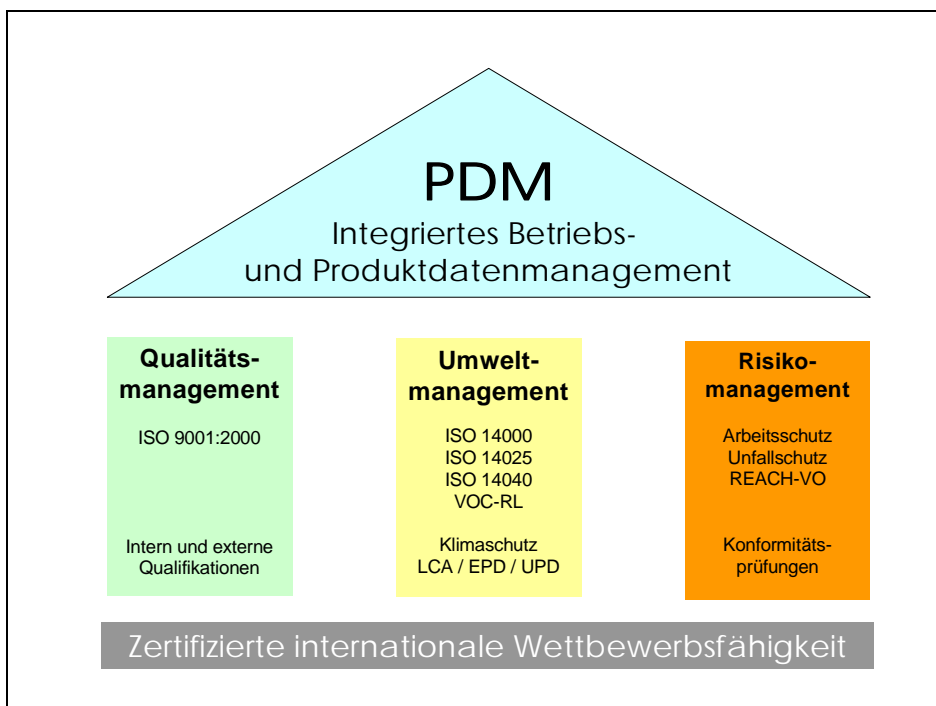 PDM
Integriertes Betriebs-
und Produktdatenmanagement
Qualitäts-
management
ISO 9001:2000
Intern und externe
Qualifikationen
Umwelt-
management
ISO 14000
ISO 14025
ISO 14040
VOC-RL
Klimaschutz
LCA / EPD / UPD
Risiko-
management
Arbeitsschutz
Unfallschutz
REACH-VO
Konformitäts-
prüfungen
Zertifizierte internationale Wettbewerbsfähigkeit